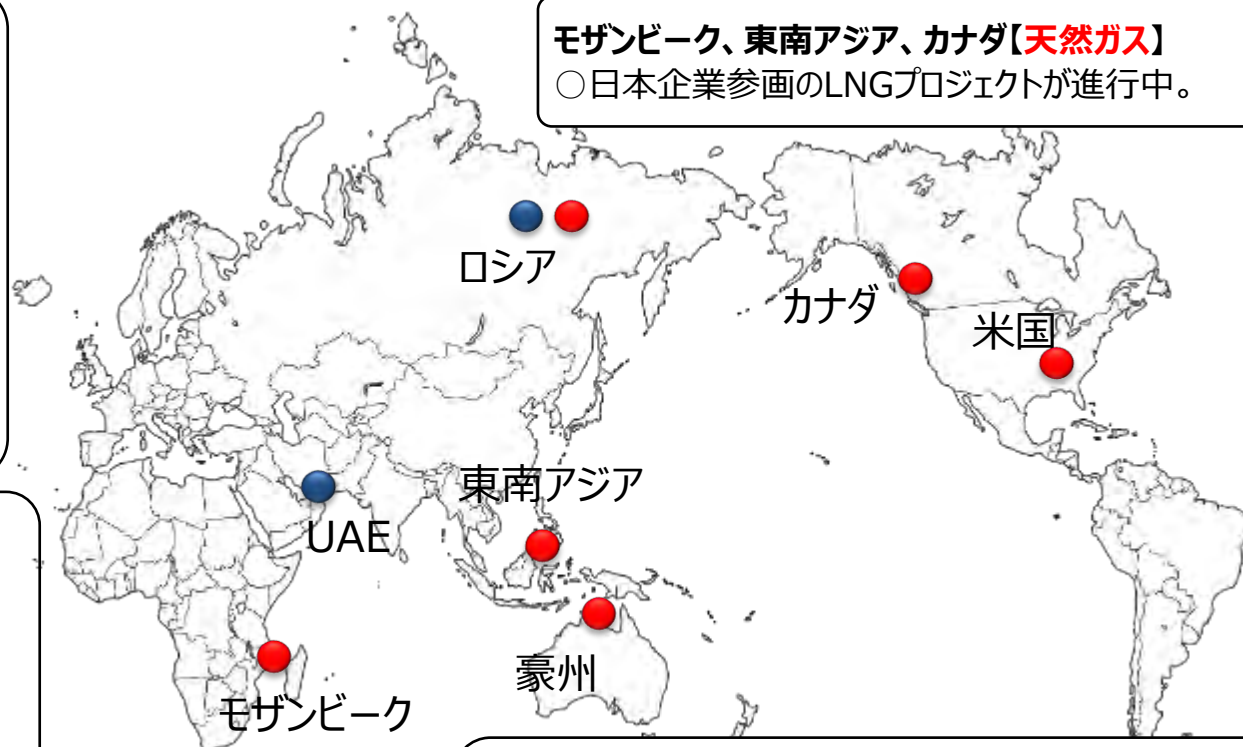 モザンビーク、東南アジア、カナダ【天然ガス】
○日本企業参画のLNGプロジェクトが進行中。
ロシア
カナダ
米国
東南アジア
UAE
豪州
モザンビーク